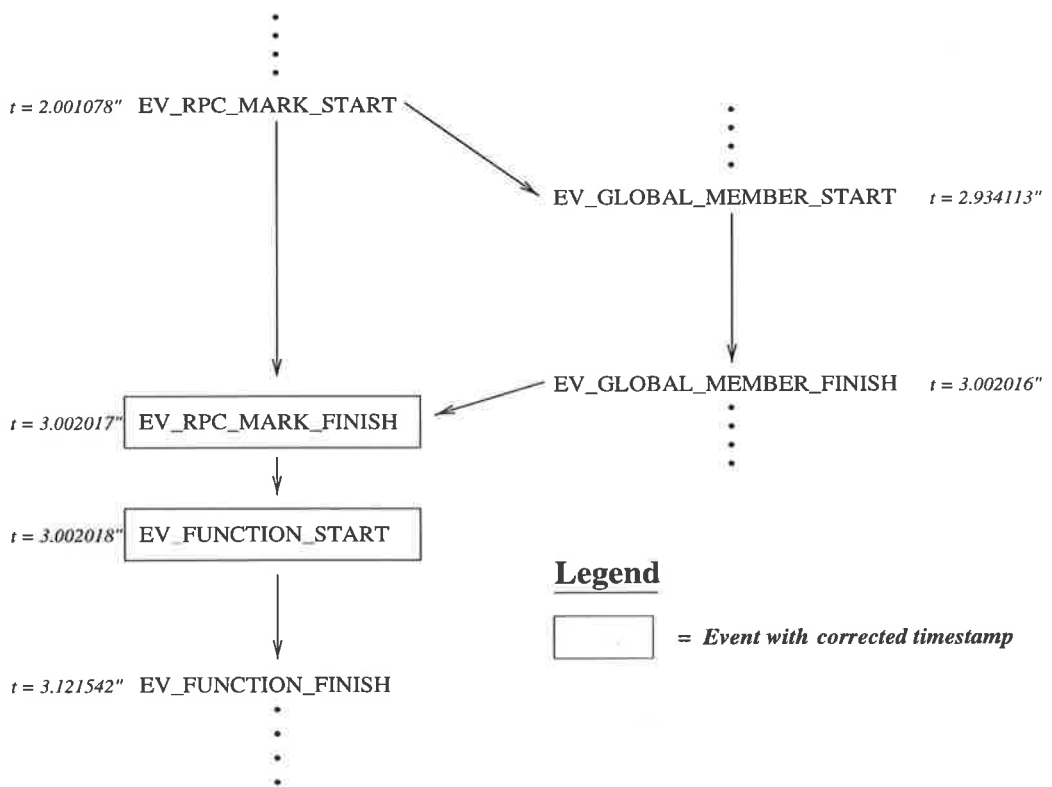 t = 2.001078" EV_RPC_MARK_START
EV_GLOBAL_MEMBER_START t = 2.934113"
EV_GLOBAL_MEMBER_FINISH t = 3.002016"
t = 3.002017" EV_RPC_MARK_FINISH
t = 3.002018" EV_FUNCTION_START
Legend
= Event with corrected timestamp
t = 3.121542" EV_FUNCTION_FINISH